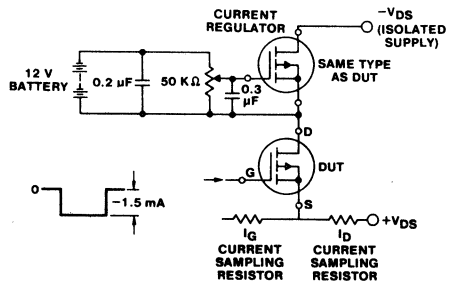 CURRENT
REGULATOR
−VDS
(ISOLATED
SUPPLY)
SAME TYPE
AS DUT
12 V
BATTERY
0.2 µF
50 KΩ
0.3
µF
D
DUT
G
S
0
−1.5 mA
+VDS
IG
CURRENT
SAMPLING
RESISTOR
ID
CURRENT
SAMPLING
RESISTOR